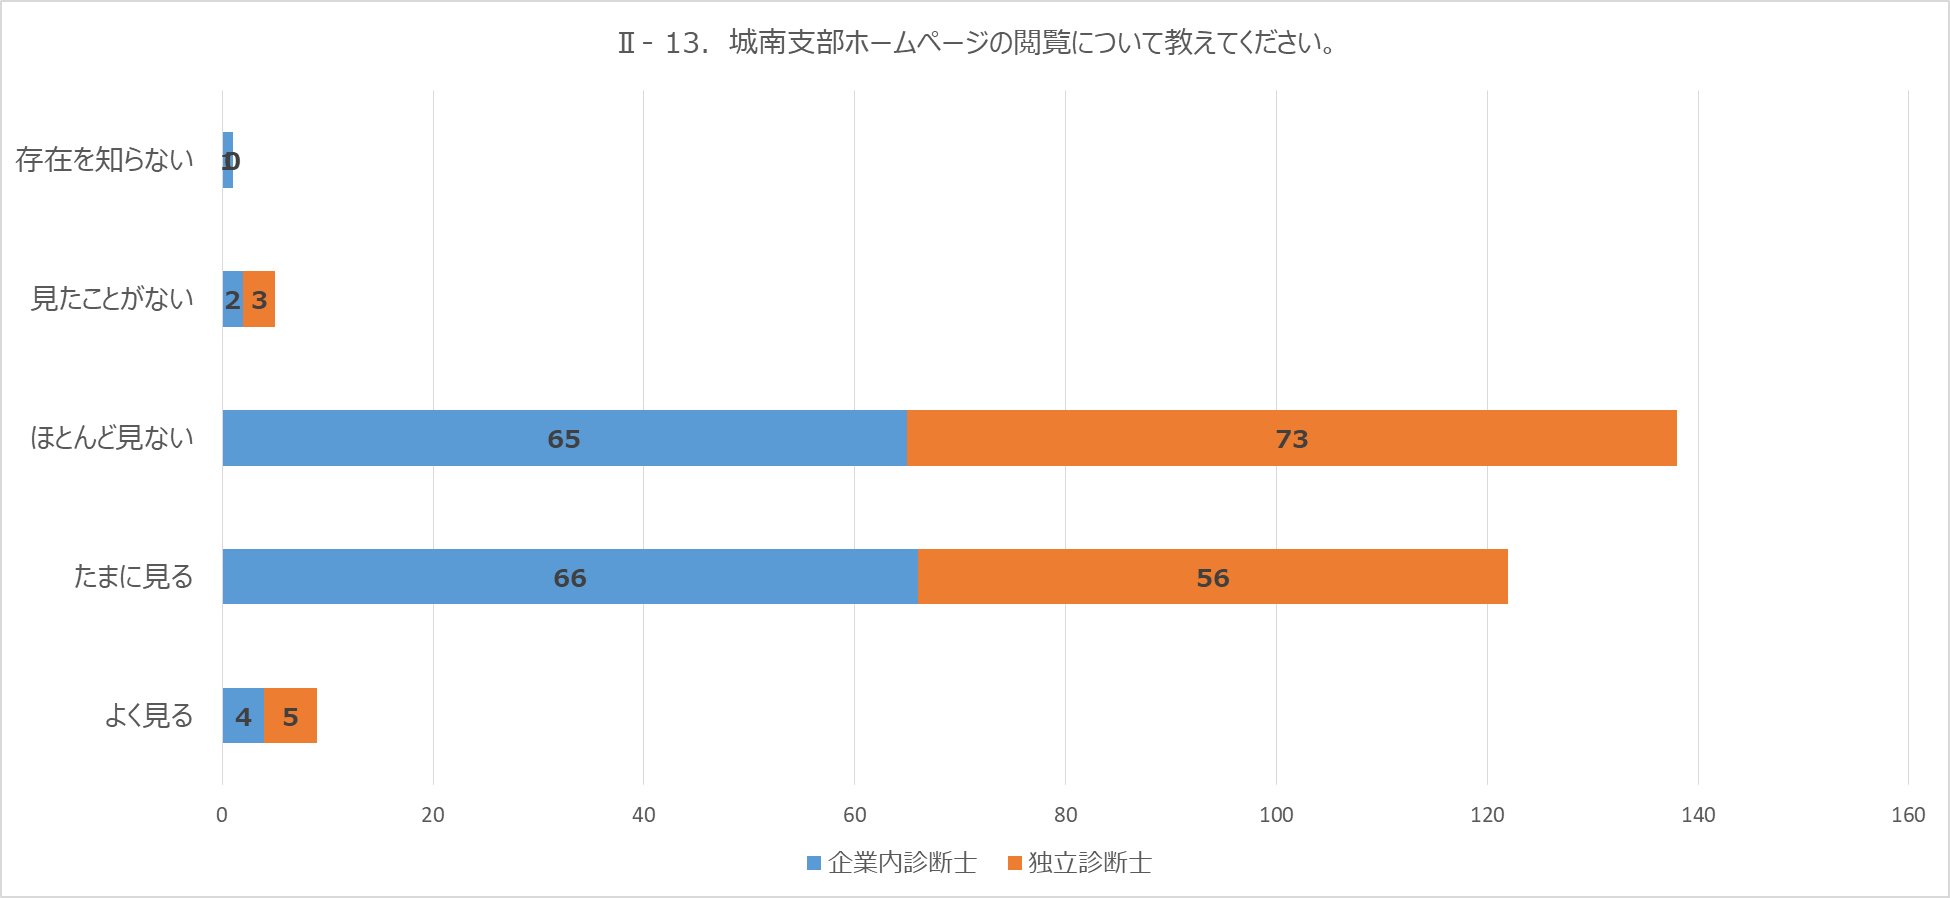 Ⅱ- 13. 城南支部ホームページの閲覧について教えてください。
存在を知らない
1 0
見たことがない
2 3
ほとんど見ない
65 73
たまに見る
66 56
よく見る
4 5
0 20 40 60 80 100 120 140 160
企業内診断士 独立診断士